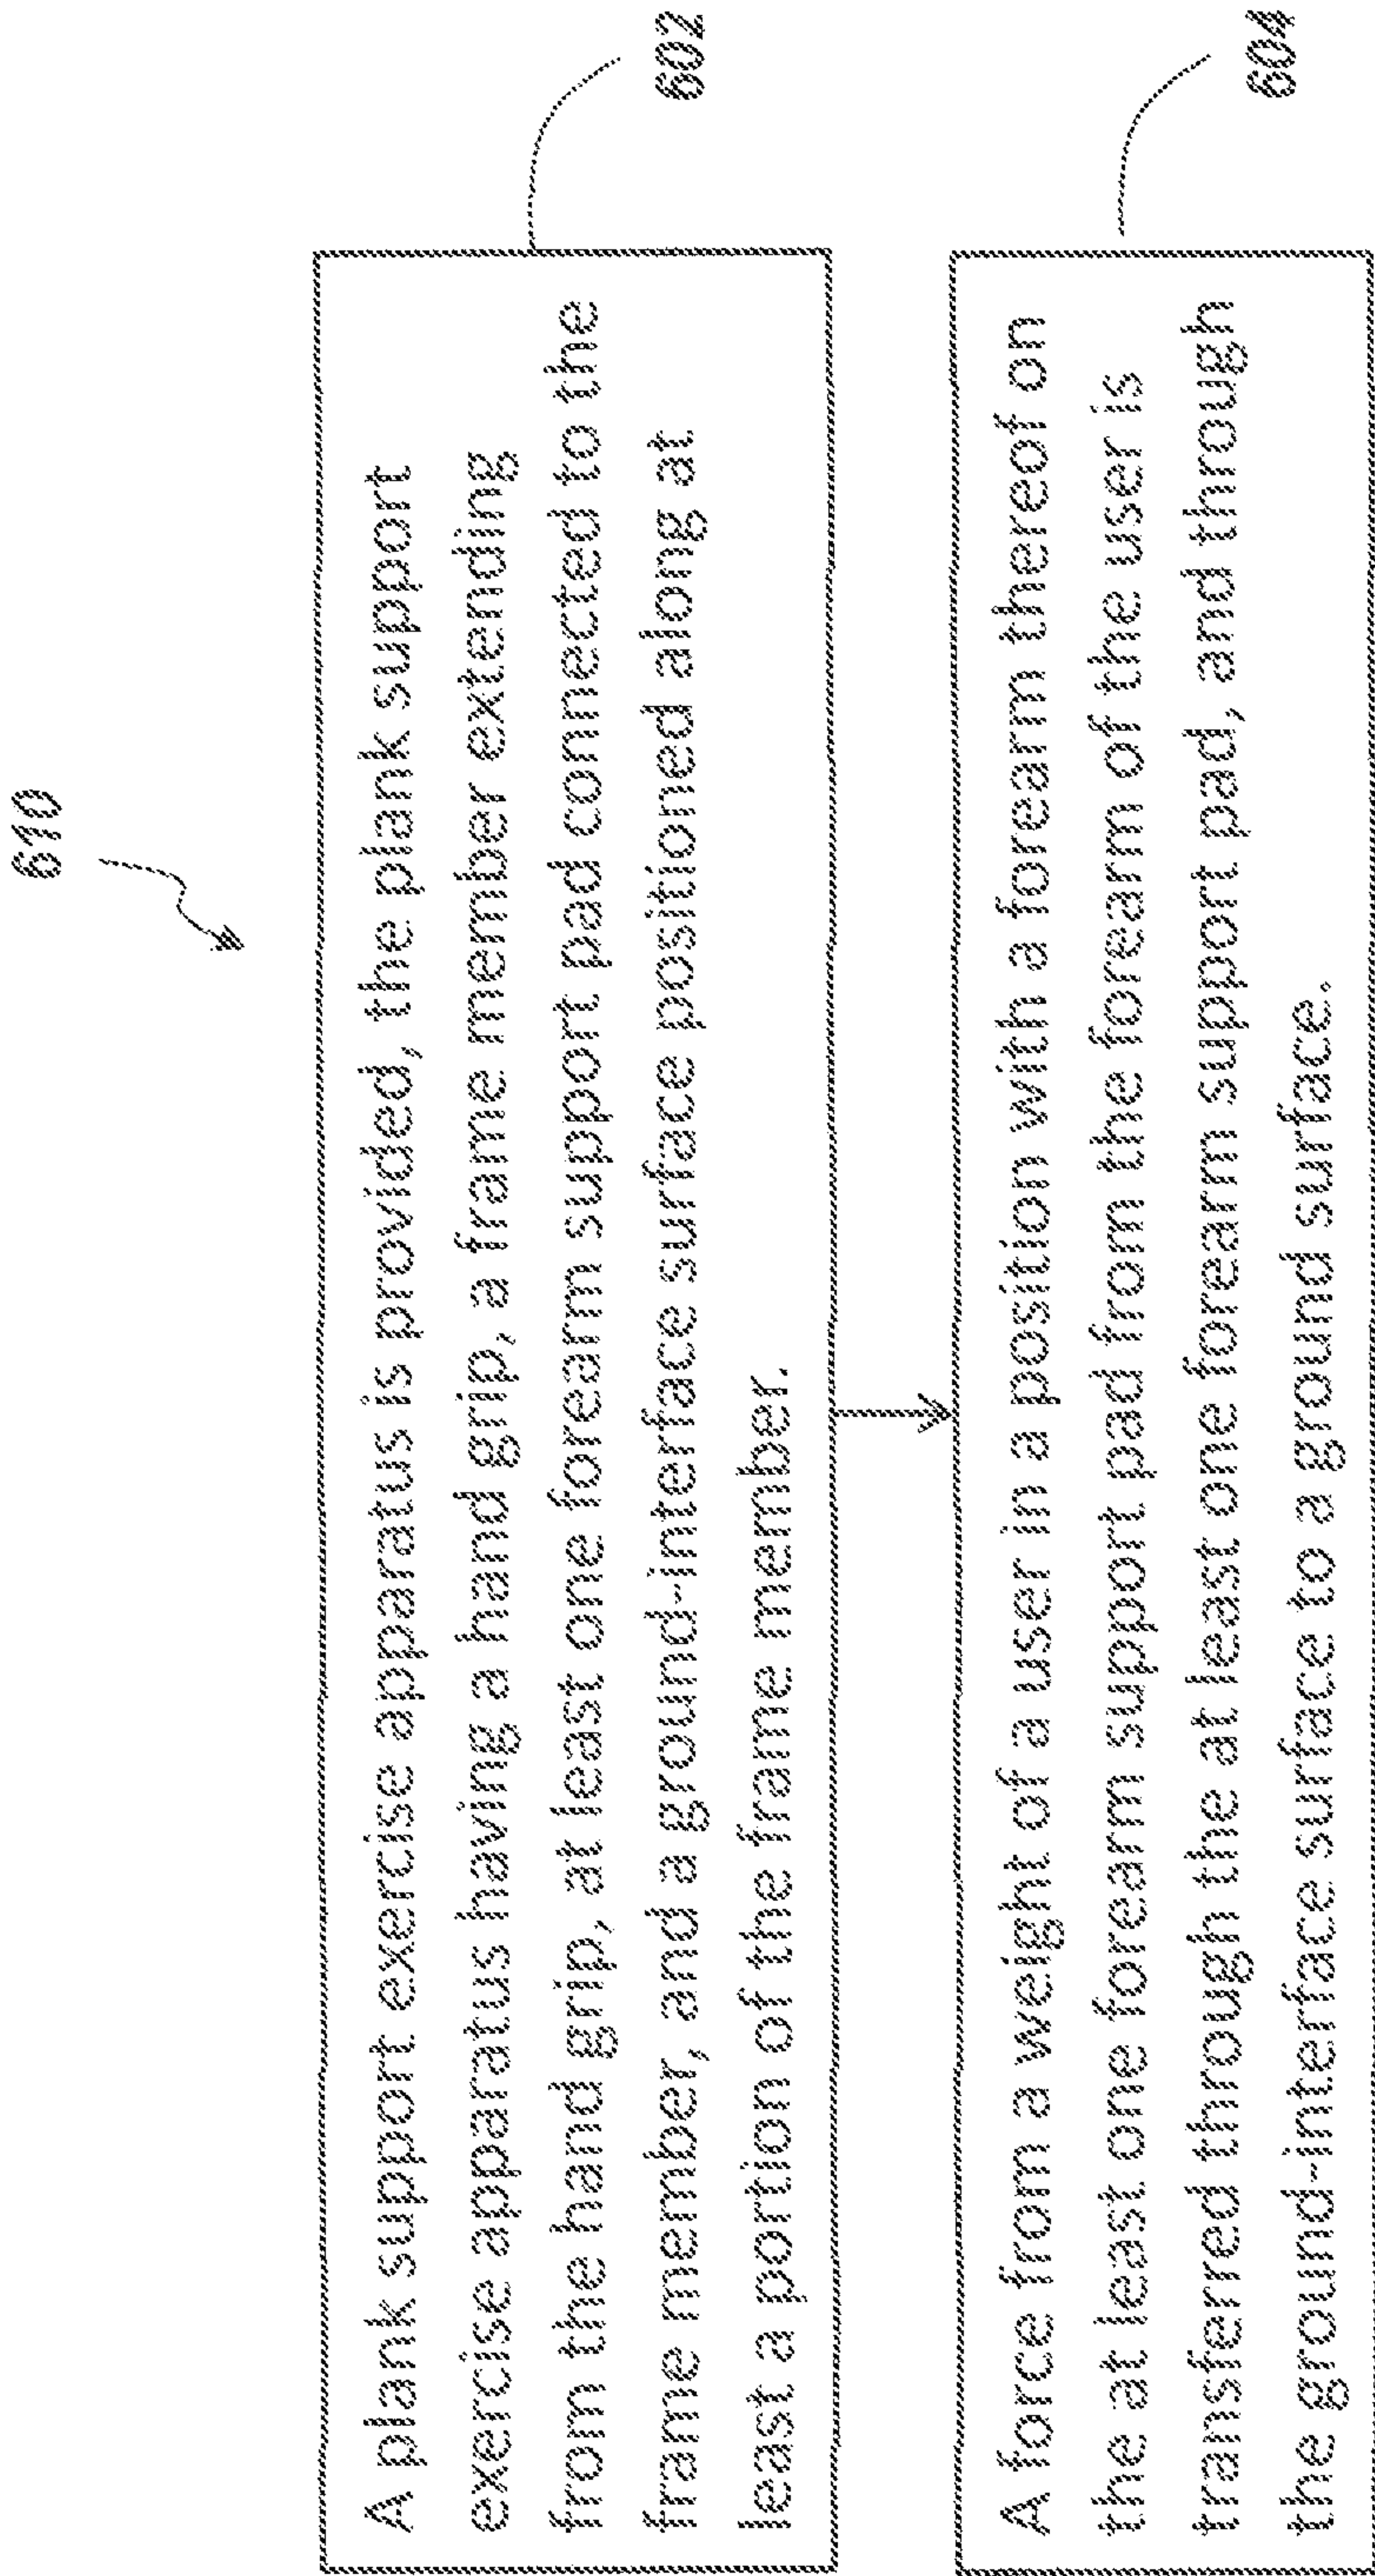 610
A plank support exercise apparatus is provided, the plank support
exercise apparatus having a hand grip, a frame member extending
from the hand grip, at least one forearm support pad connected to the
frame member, and a ground-interface surface positioned along at
least a portion of the frame member.
602
A force from a weight of a user in a position with a forearm thereof on
the at least one forearm support pad from the forearm of the user is
transferred through the at least one forearm support pad, and through
the ground-interface surface to a ground surface.
604